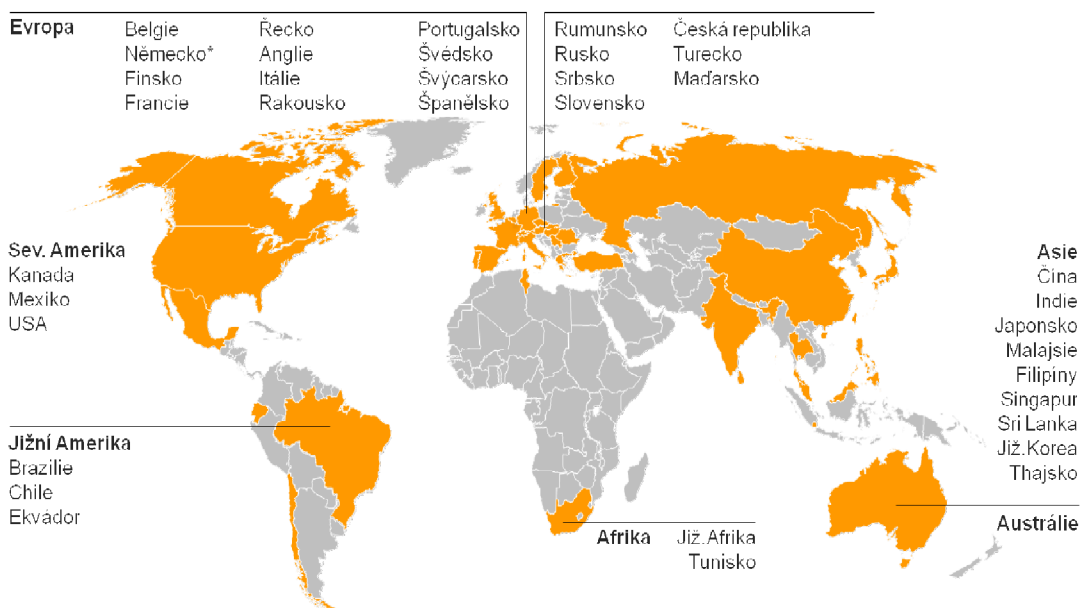 Evropa
Belgie
Německo*
Finsko
Francie
Řecko
Anglie
Itálie
Rakousko
Portugalsko
Švédsko
Švýcarsko
Španělsko
Rumunsko
Rusko
Srbsko
Slovensko
Česká republika
Turecko
Maďarsko
Sev. Amerika
Kanada
Mexiko
USA
Asie
Čína
Indie
Japonsko
Malajsie
Filipíny
Singapur
Sri Lanka
Již.Korea
Thajsko
Jižní Amerika
Brazílie
Chile
Ekvádor
Afrika
Již.Afrika
Tunisko
Austrálie